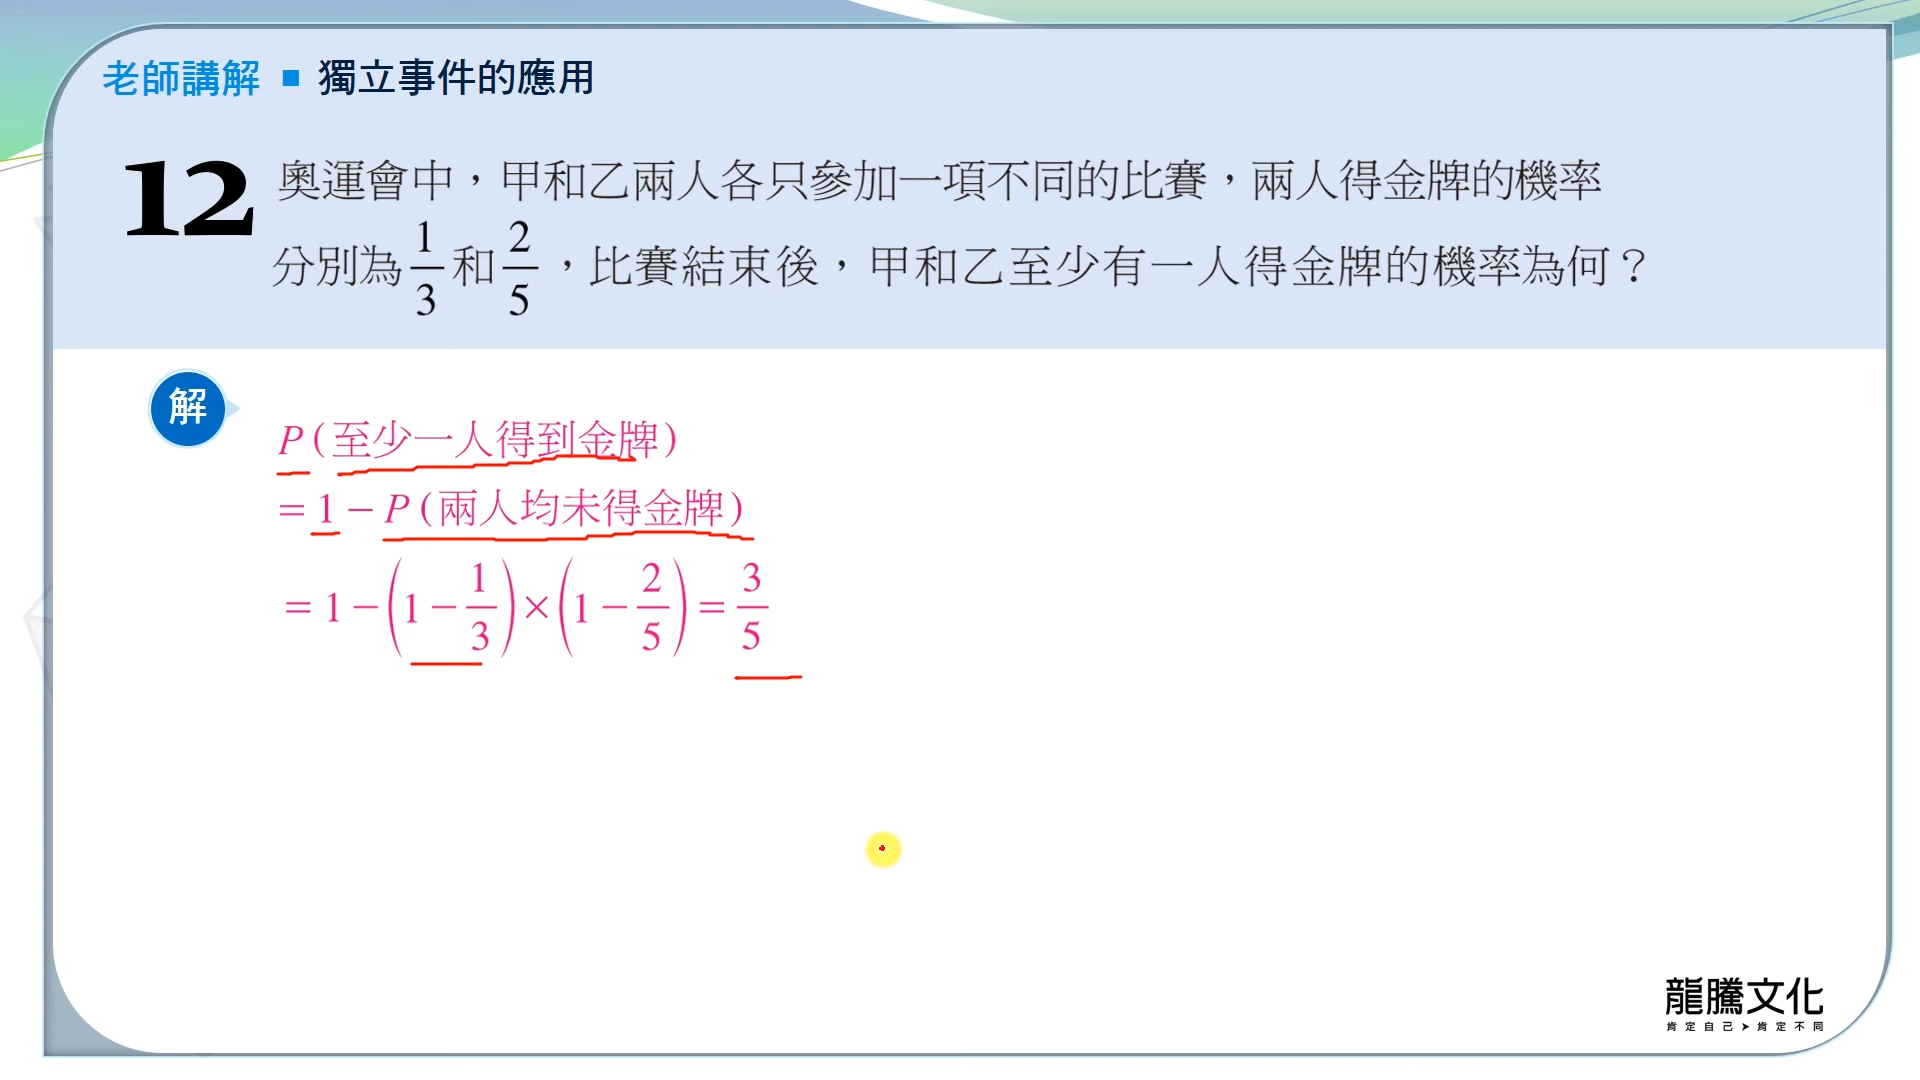 老師講解 ■ 獨立事件的應用
12 奧運會中，甲和乙兩人各只參加一項不同的比賽，兩人得金牌的機率
分別為 1/3 和 2/5，比賽結束後，甲和乙至少有一人得金牌的機率為何？
解
P(至少一人得到金牌)
= 1 − P(兩人均未得金牌)
= 1 − (1 − 1/3) × (1 − 2/5) = 3/5
龍騰文化
肯定自己➤肯定不同